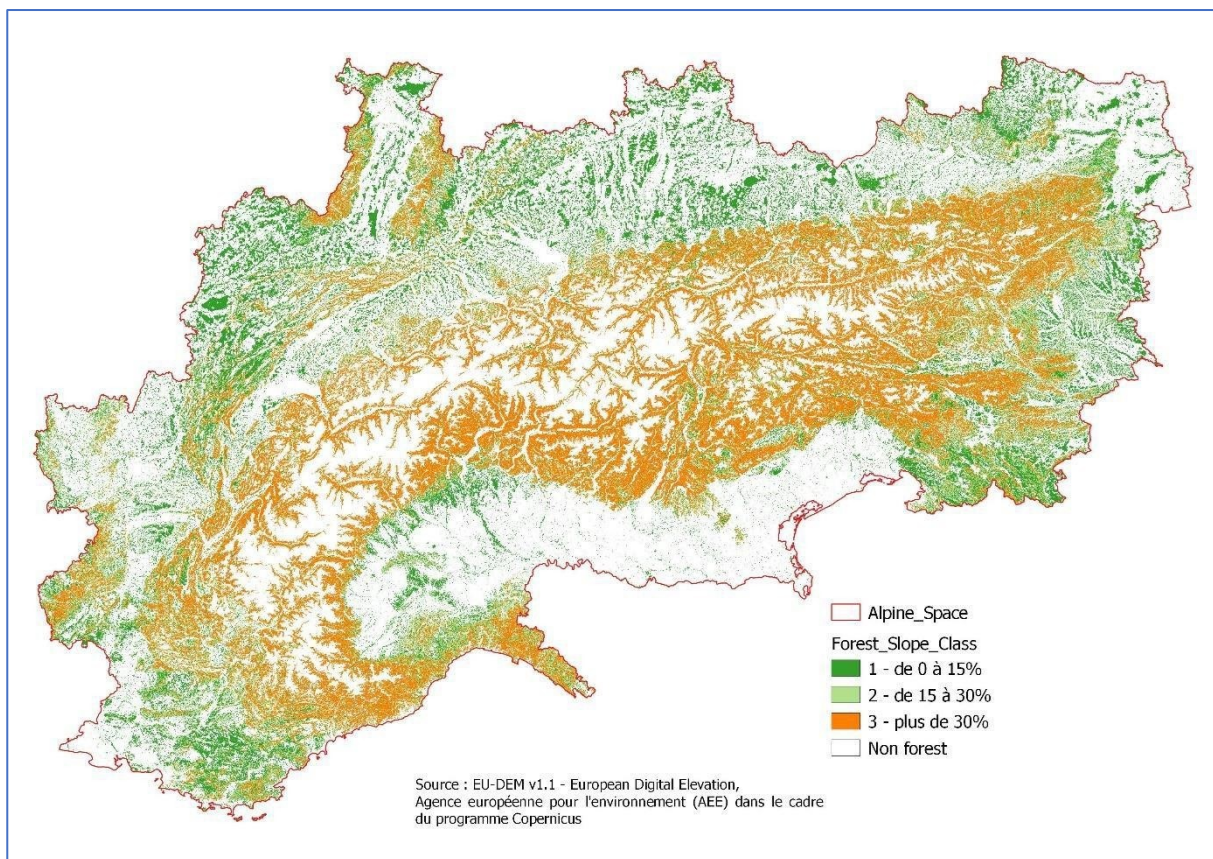 Alpine_Space
Forest_Slope_Class
1 - de 0 à 15%
2 - de 15 à 30%
3 - plus de 30%
Non forest
Source : EU-DEM v1.1 - European Digital Elevation,
Agence européenne pour l'environnement (AEE) dans le cadre
du programme Copernicus